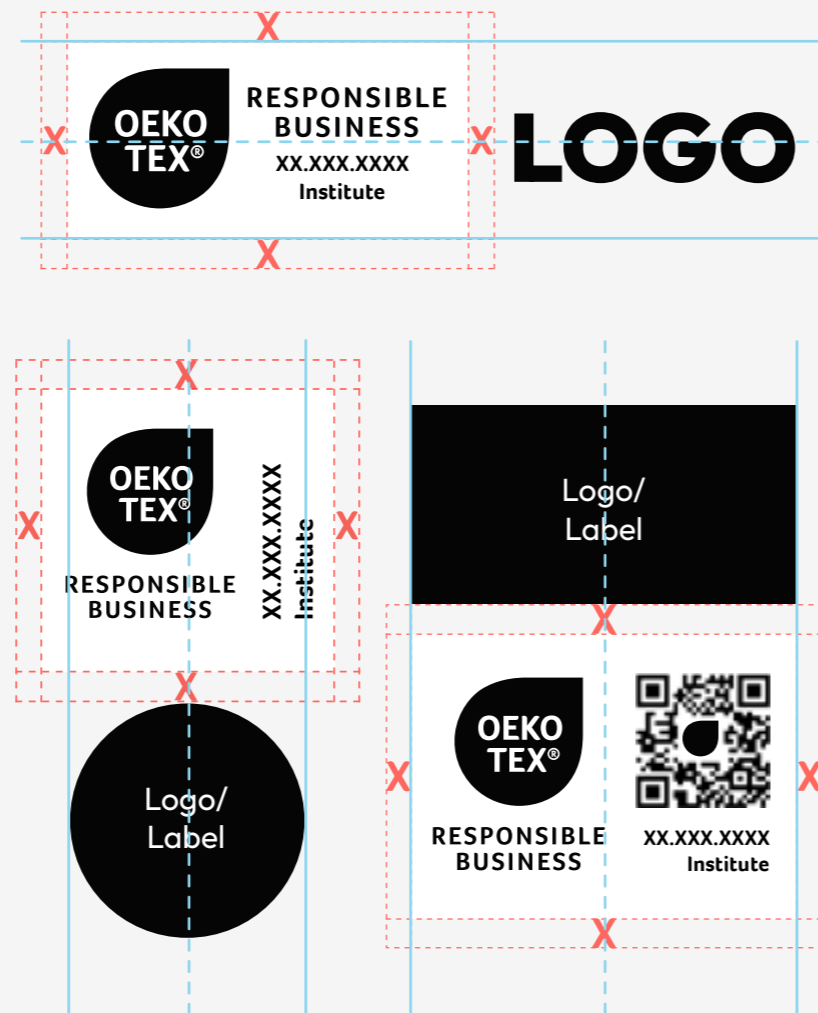 X
OEKO
TEX®
RESPONSIBLE
BUSINESS
XX.XXX.XXXX
Institute
X
X
LOGO
X
X
OEKO
TEX®
RESPONSIBLE
BUSINESS
XX.XXX.XXXX
Institute
X
X
X
Logo/
Label
Logo/
Label
X
OEKO
TEX®
RESPONSIBLE
BUSINESS
XX.XXX.XXXX
Institute
X
X
X